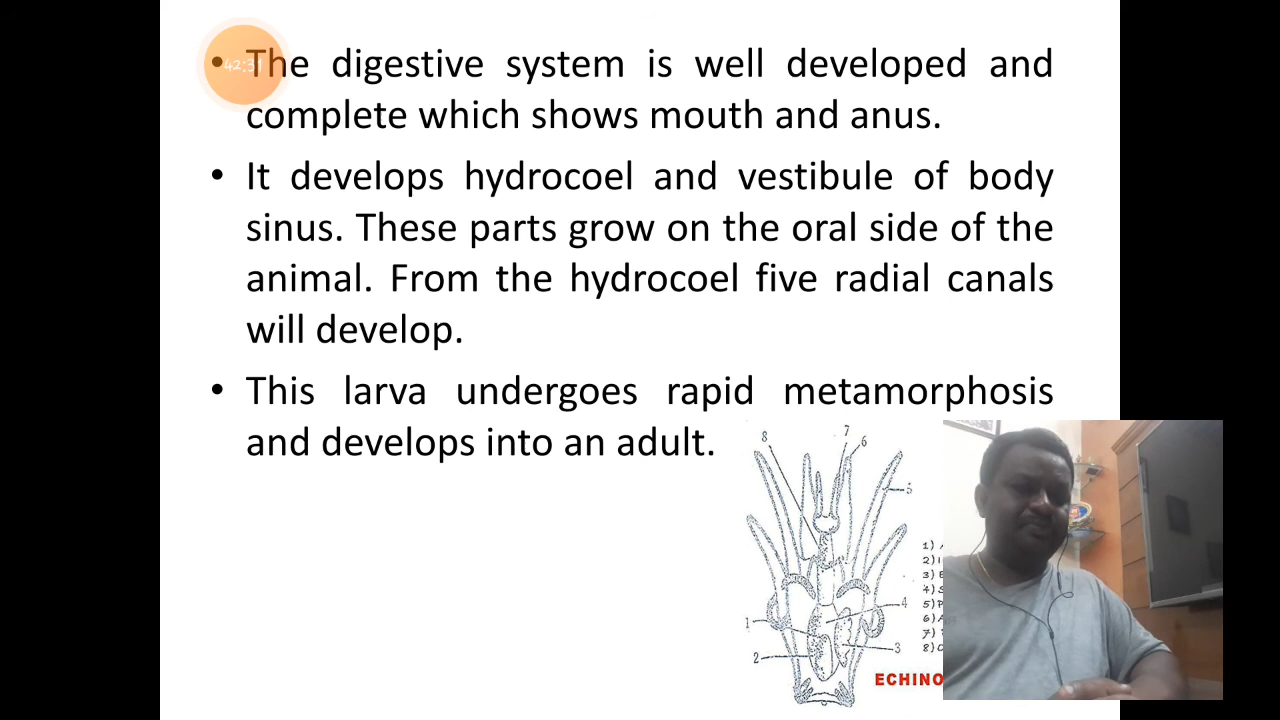 42:31
• The digestive system is well developed and
complete which shows mouth and anus.
• It develops hydrocoel and vestibule of body
sinus. These parts grow on the oral side of the
animal. From the hydrocoel five radial canals
will develop.
• This larva undergoes rapid metamorphosis
and develops into an adult.
8 7 6
5
1)
2)
3)
4)
5)
6)
7)
8)
4
1
3
2
ECHINO